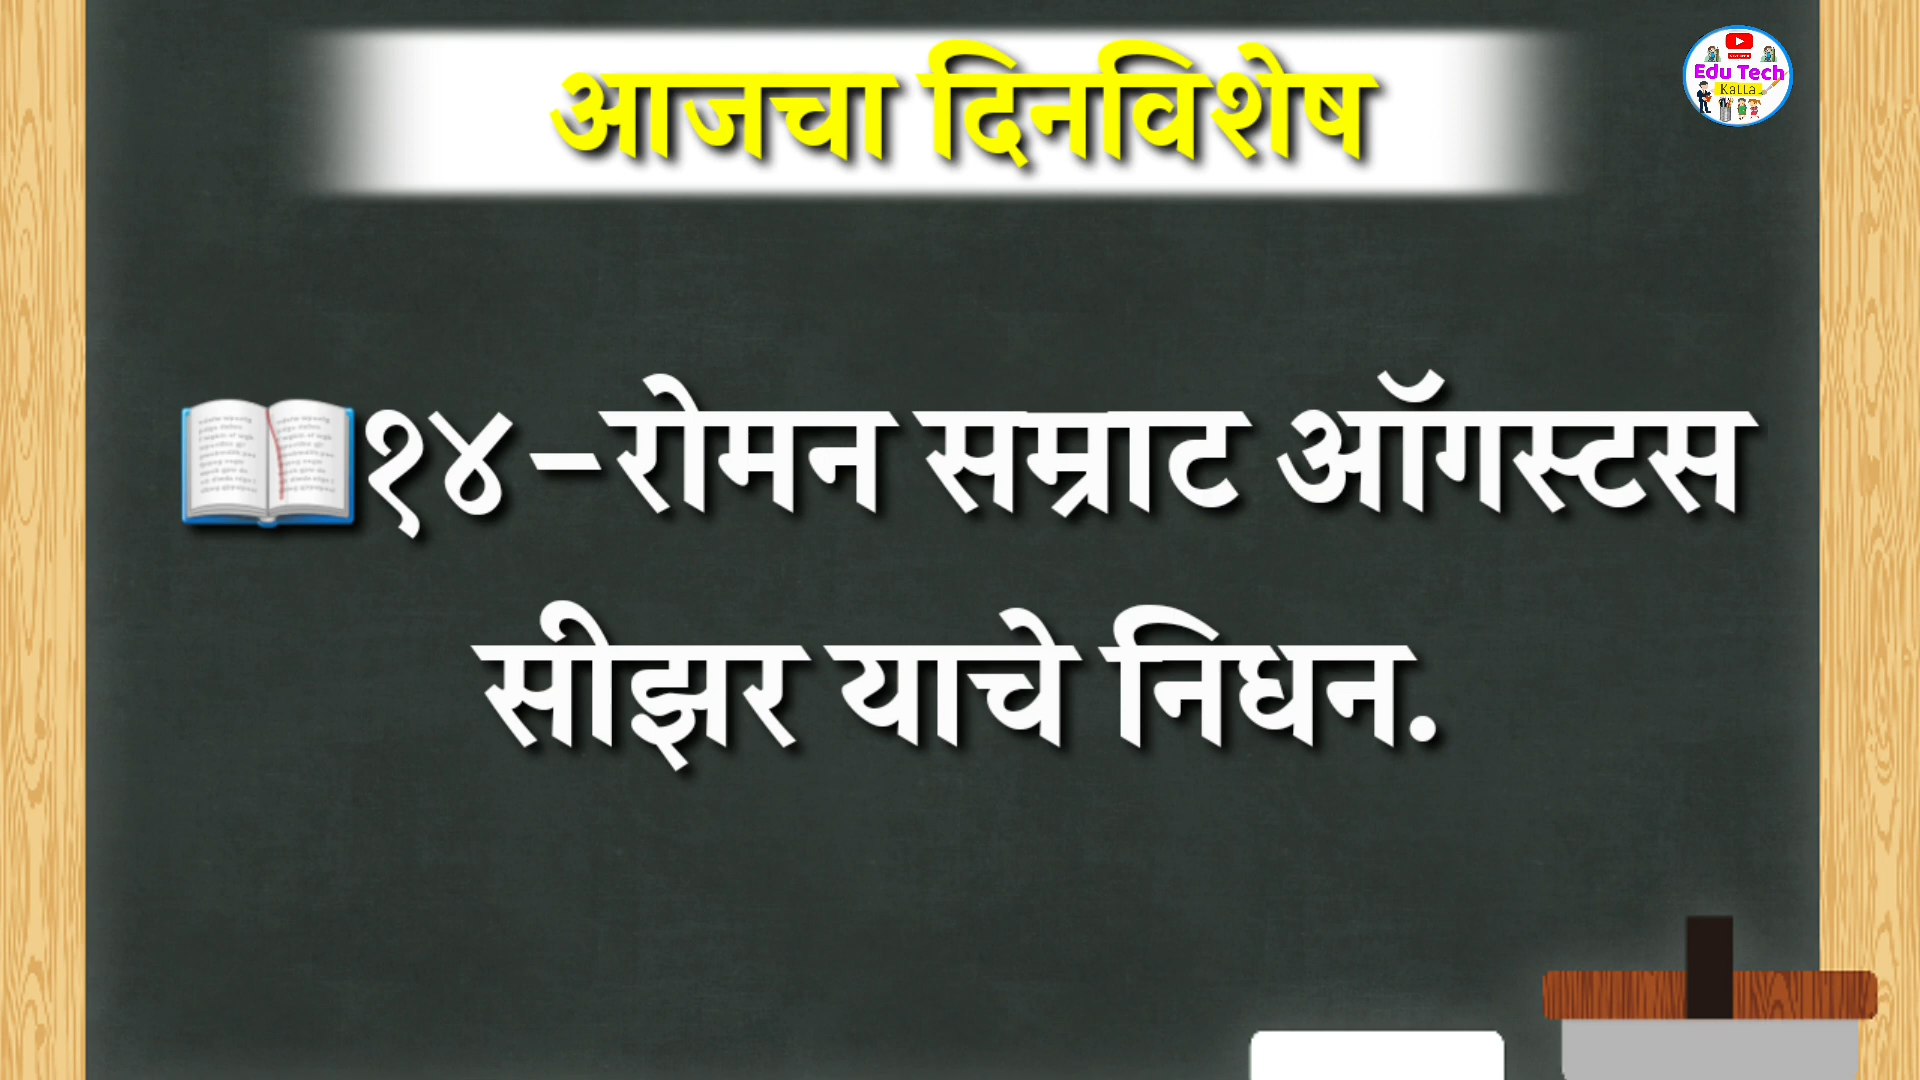 आजचा दिनविशेष
Edu Tech
Kalla
📖१४-रोमन सम्राट ऑगस्टस
सीझर याचे निधन.